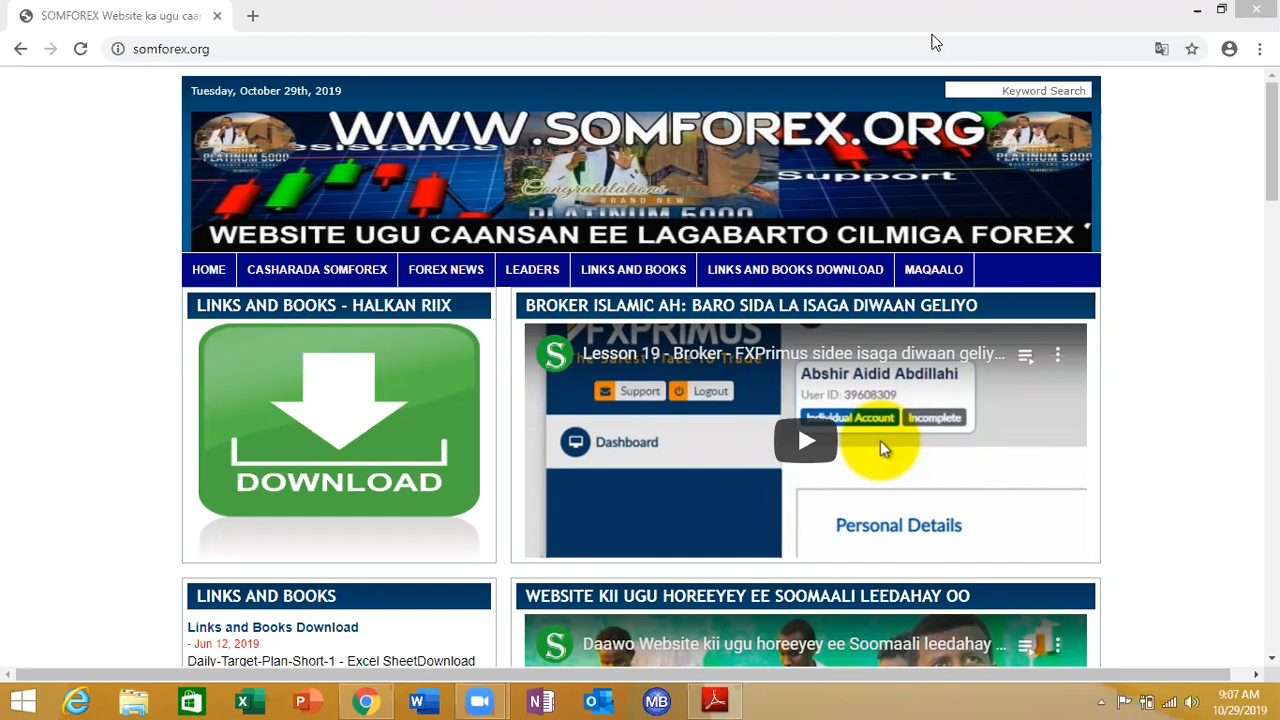 SOMFOREX Website ka ugu caan
somforex.org
Tuesday, October 29th, 2019
Keyword Search
WWW.SOMFOREX.ORG
Support
PLATINUM 5000
Congratulations
BRAND NEW
PLATINUM 5000
PLATINUM 5000
WEBSITE UGU CAANSAN EE LAGABARTO CILMIGA FOREX
HOME
CASHARADA SOMFOREX
FOREX NEWS
LEADERS
LINKS AND BOOKS
LINKS AND BOOKS DOWNLOAD
MAQAALO
LINKS AND BOOKS - HALKAN RIIX
DOWNLOAD
BROKER ISLAMIC AH: BARO SIDA LA ISAGA DIWAAN GELIYO
FXPRIMUS
S
Lesson 19 - Broker - FXPrimus sidee isaga diwaan geliy...
Support
Logout
Abshir Aidid Abdillahi
User ID: 39608309
Individual Account
Incomplete
Dashboard
Personal Details
LINKS AND BOOKS
Links and Books Download
- Jun 12, 2019
Daily-Target-Plan-Short-1 - Excel SheetDownload
WEBSITE KII UGU HOREEYEY EE SOOMAALI LEEDAHAY OO
S
Daawo Website kii ugu horeeyey ee Soomaali leedahay ...
MB
9:07 AM
10/29/2019